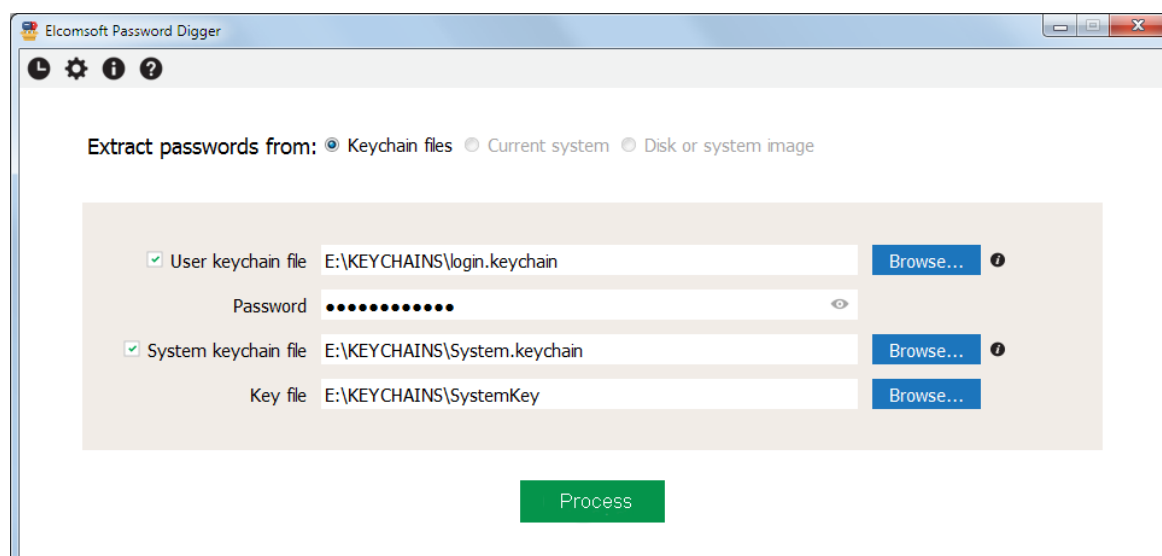 Elcomsoft Password Digger
Extract passwords from: Keychain files Current system Disk or system image
User keychain file E:\KEYCHAINS\login.keychain Browse...
Password ••••••••••••
System keychain file E:\KEYCHAINS\System.keychain Browse...
Key file E:\KEYCHAINS\SystemKey Browse...
Process